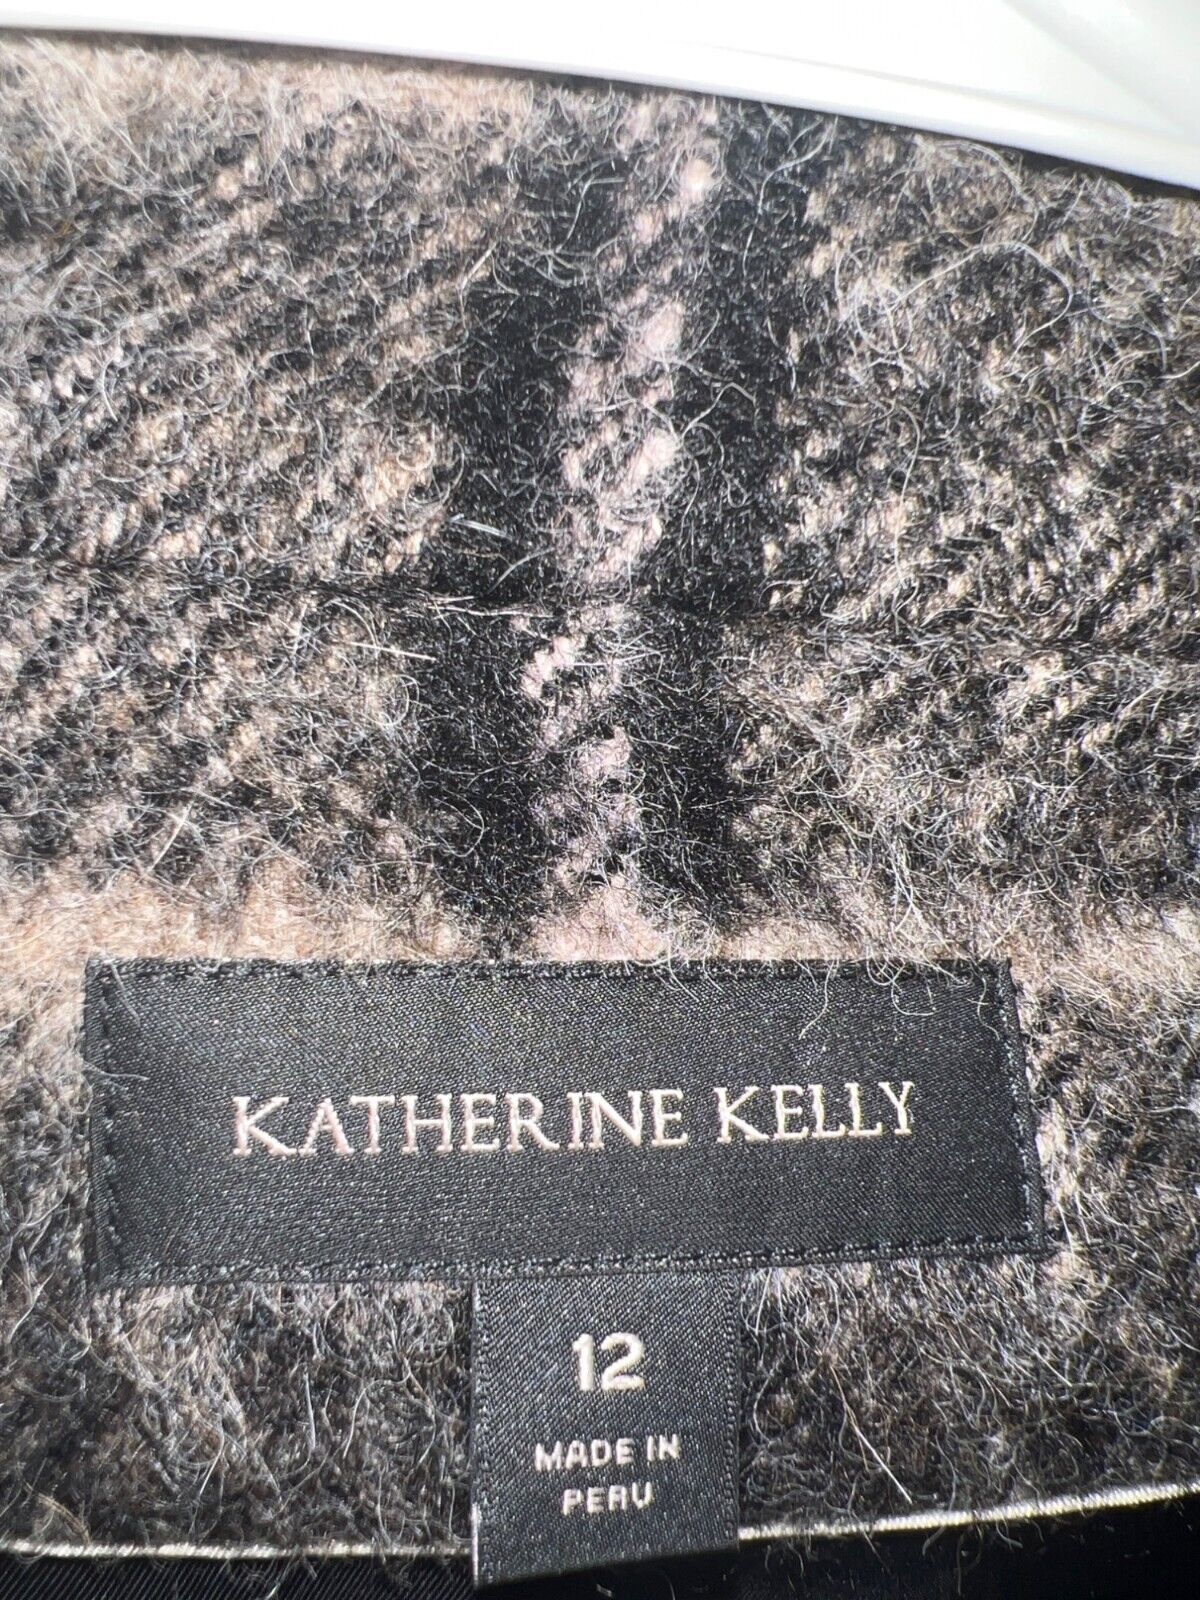 KATHERINE KELLY
12
MADE IN
PERU